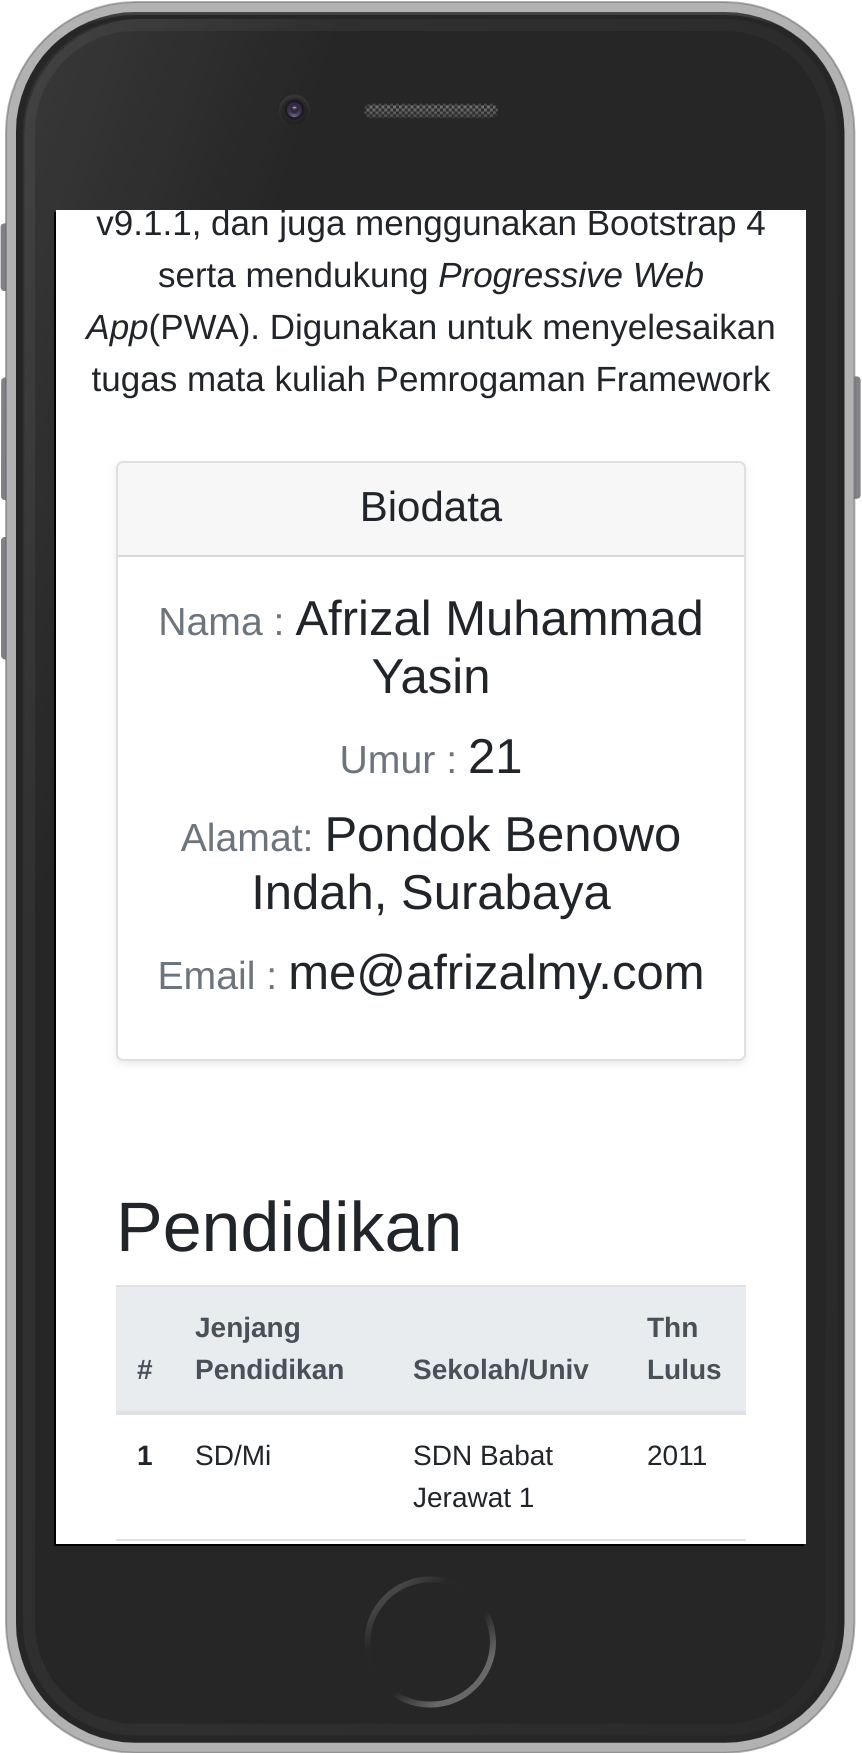 v9.1.1, dan juga menggunakan Bootstrap 4
serta mendukung Progressive Web
App(PWA). Digunakan untuk menyelesaikan
tugas mata kuliah Pemrogaman Framework
Biodata
Nama : Afrizal Muhammad
Yasin
Umur : 21
Alamat: Pondok Benowo
Indah, Surabaya
Email : me@afrizalmy.com
Pendidikan
# Jenjang Pendidikan Sekolah/Univ Thn Lulus
1 SD/Mi SDN Babat Jerawat 1 2011